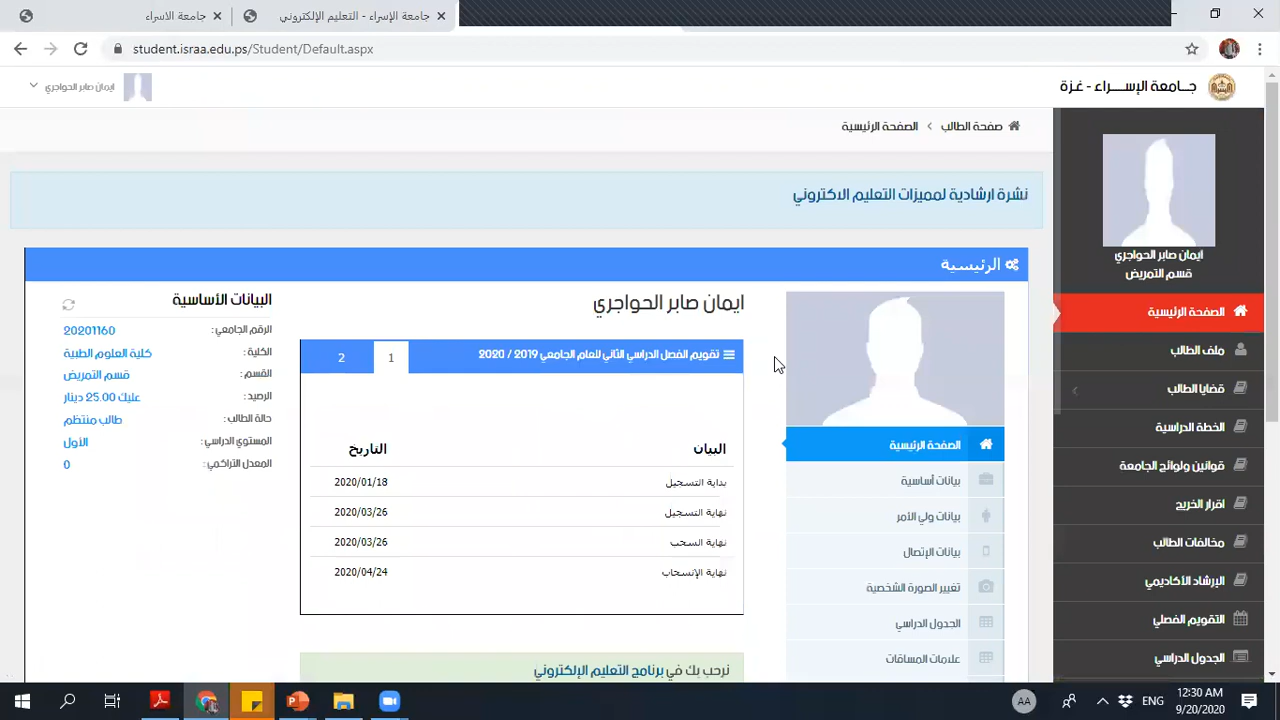 جامعة الاسراء
جامعة الإسراء - التعليم الإلكتروني
student.israa.edu.ps/Student/Default.aspx
جــامعة الإســـــراء - غـزة
ايمان صابر الحواجري
صفحة الطالب
الصفحة الرئيسية
نشرة ارشادية لمميزات التعليم الاكتروني
ايمان صابر الحواجري
قسم التمريض
الصفحة الرئيسية
ملف الطالب
قضايا الطالب
الخطة الدراسية
قوانين ولوائح الجامعة
اقرار الخريج
مخالفات الطالب
الإرشاد الأكاديمي
التقويم الفصلي
الجدول الدراسي
الرئيسية
الصفحة الرئيسية
بيانات أساسية
بيانات ولي الأمر
بيانات الإتصال
تغيير الصورة الشخصية
الجدول الدراسي
علامات المساقات
ايمان صابر الحواجري
تقويم الفصل الدراسي الثاني للعام الجامعي 2019 / 2020
1 2
البيان التاريخ
بداية التسجيل 2020/01/18
نهاية التسجيل 2020/03/26
نهاية السحب 2020/03/26
نهاية الإنسحاب 2020/04/24
نرحب بك في برنامج التعليم الإلكتروني
البيانات الأساسية
الرقم الجامعي : 20201160
الكلية : كلية العلوم الطبية
القسم : قسم التمريض
الرصيد : عليك 25.00 دينار
حالة الطالب : طالب منتظم
المستوي الدراسي : الأول
المعدل التراكمي : 0
AA
ENG
12:30 AM
9/20/2020